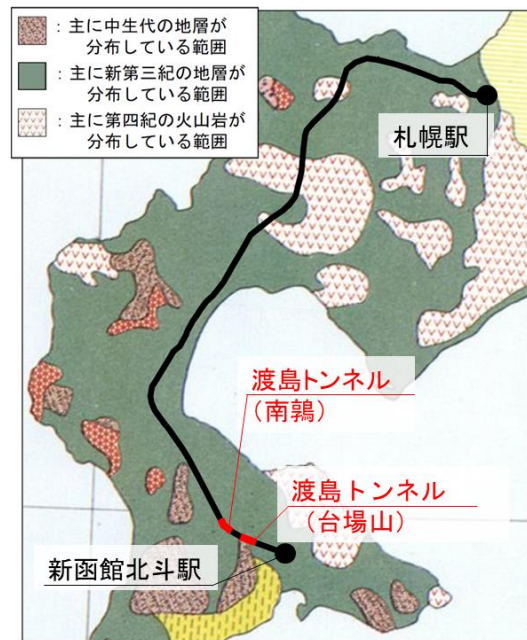 ：主に中生代の地層が
分布している範囲
：主に新第三紀の地層が
分布している範囲
：主に第四紀の火山岩が
分布している範囲
札幌駅
渡島トンネル
（南鶉）
渡島トンネル
（台場山）
新函館北斗駅